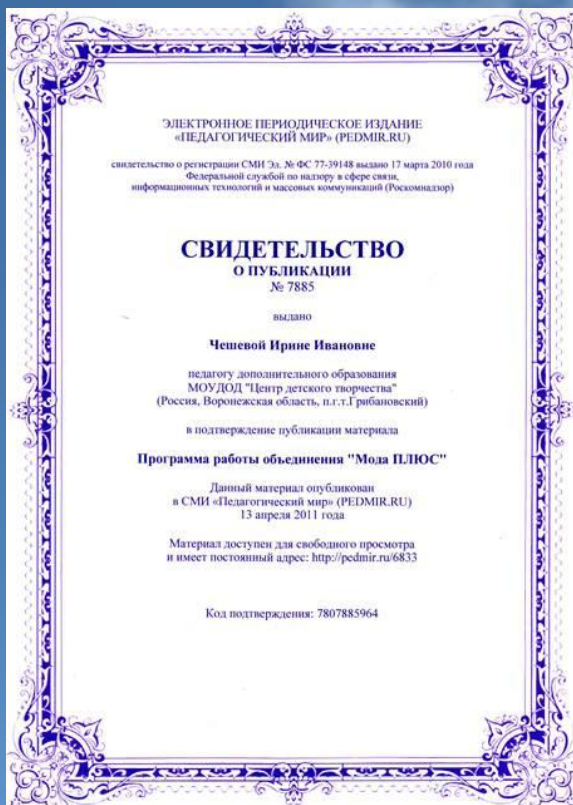 ЭЛЕКТРОННОЕ ПЕРИОДИЧЕСКОЕ ИЗДАНИЕ
«ПЕДАГОГИЧЕСКИЙ МИР» (PEDMIR.RU)
свидетельство о регистрации СМИ Эл. № ФС 77-39148 выдано 17 марта 2010 года
Федеральной службой по надзору в сфере связи,
информационных технологий и массовых коммуникаций (Роскомнадзор)
СВИДЕТЕЛЬСТВО
О ПУБЛИКАЦИИ
№ 7885
выдано
Чешевой Ирине Ивановне
педагогу дополнительного образования
МОУДОД "Центр детского творчества"
(Россия, Воронежская область, п.г.т.Грибановский)
в подтверждение публикации материала
Программа работы объединения "Мода ПЛЮС"
Данный материал опубликован
в СМИ «Педагогический мир» (PEDMIR.RU)
13 апреля 2011 года
Материал доступен для свободного просмотра
и имеет постоянный адрес: http://pedmir.ru/6833
Код подтверждения: 7807885964